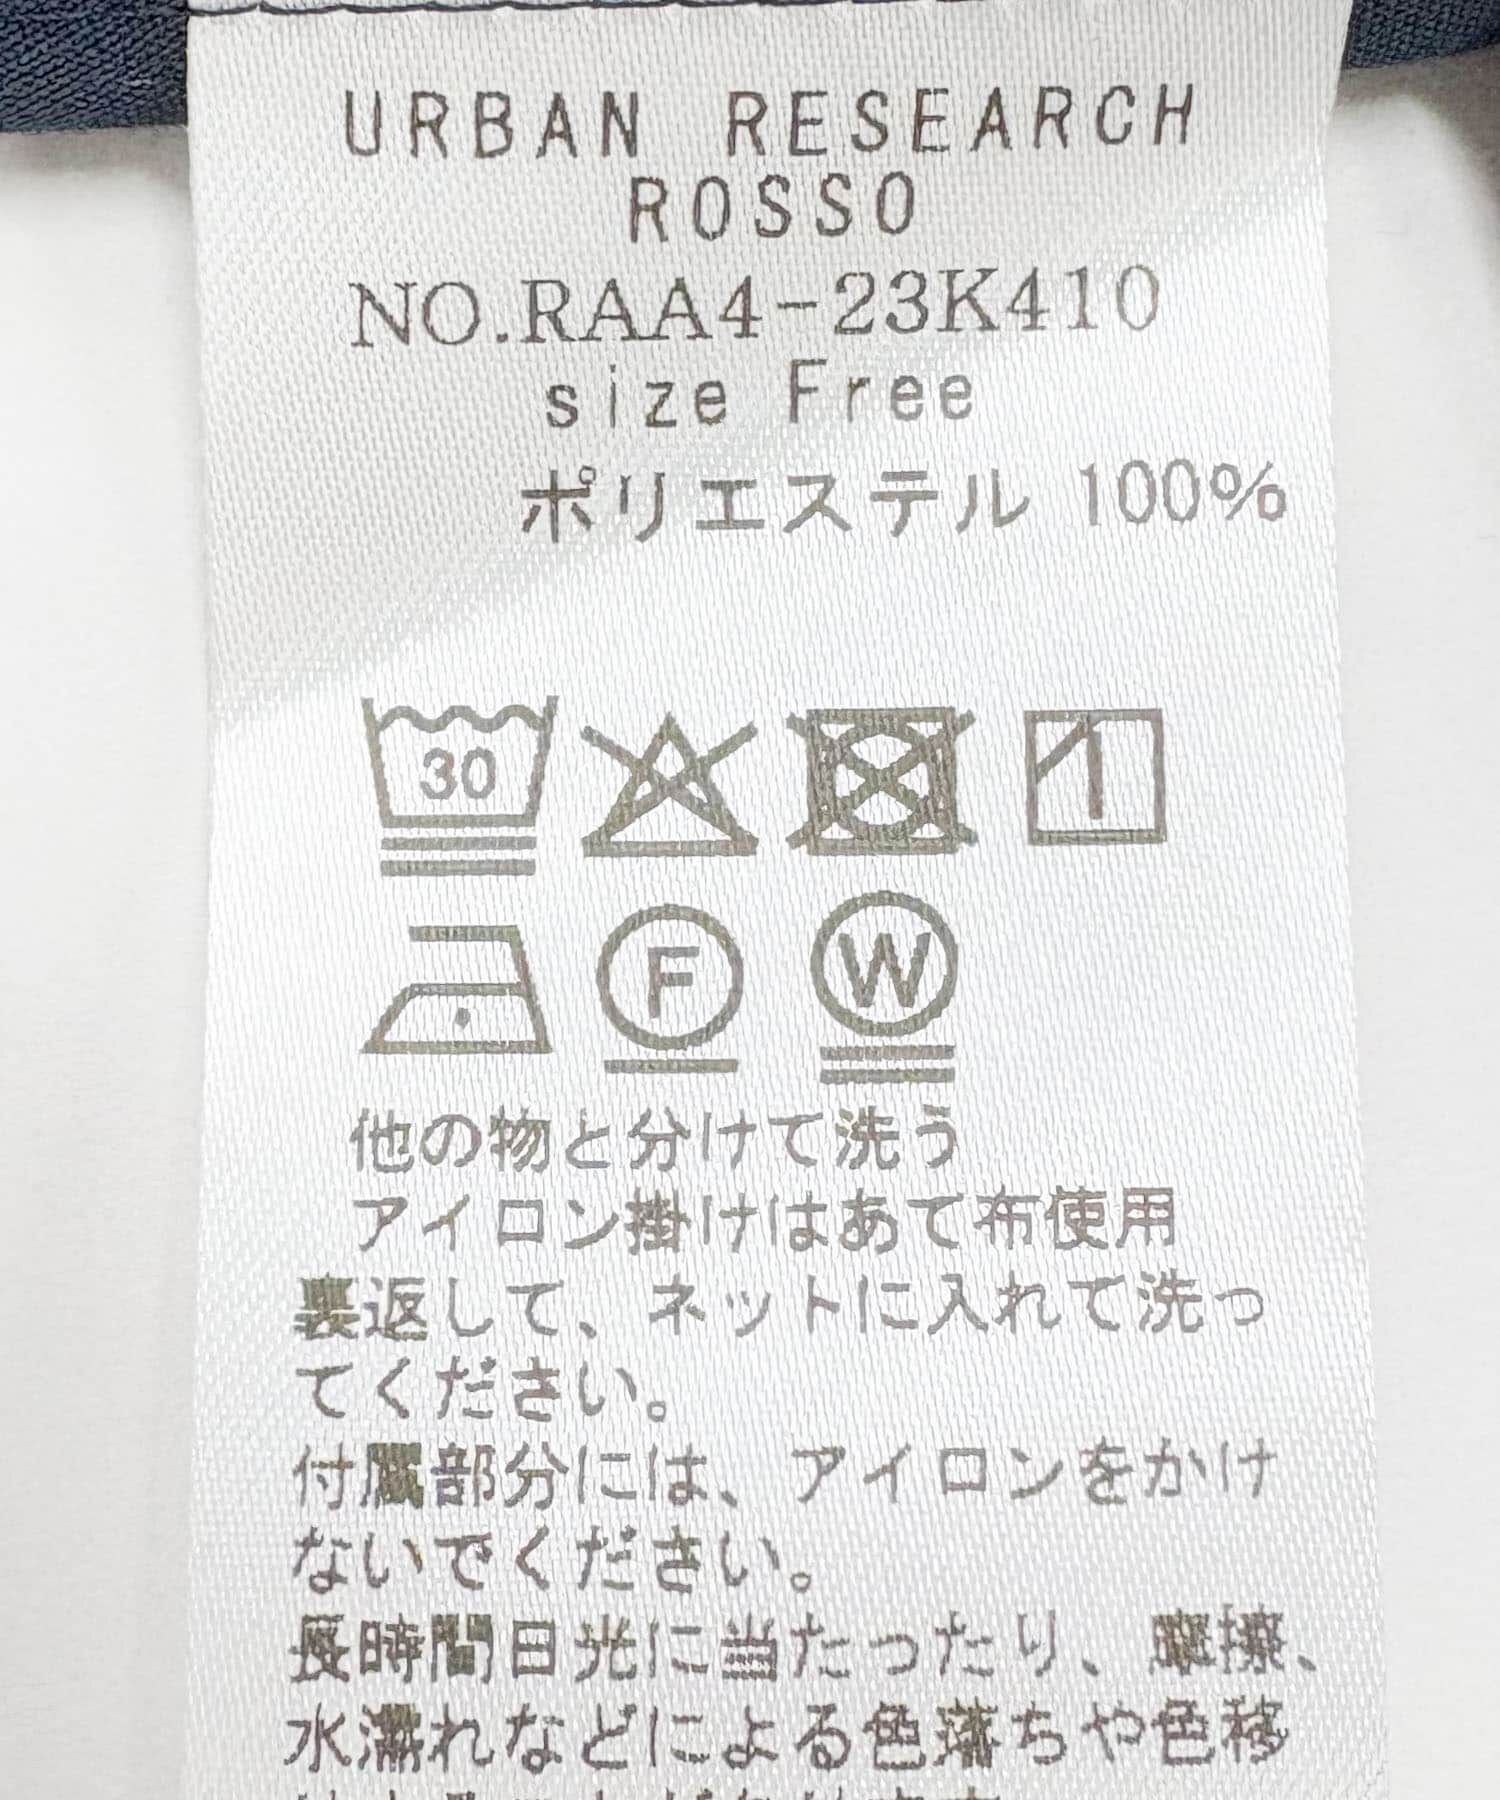 URBAN RESEARCH
ROSSO
NO.RAA4-23K410
size Free
ポリエステル 100%
30
F
W
他の物と分けて洗う
アイロン掛けはあて布使用
裏返して、ネットに入れて洗っ
てください。
付属部分には、アイロンをかけ
ないでください。
長時間日光に当たったり、摩擦、
水濡れなどによる色落ちや色移